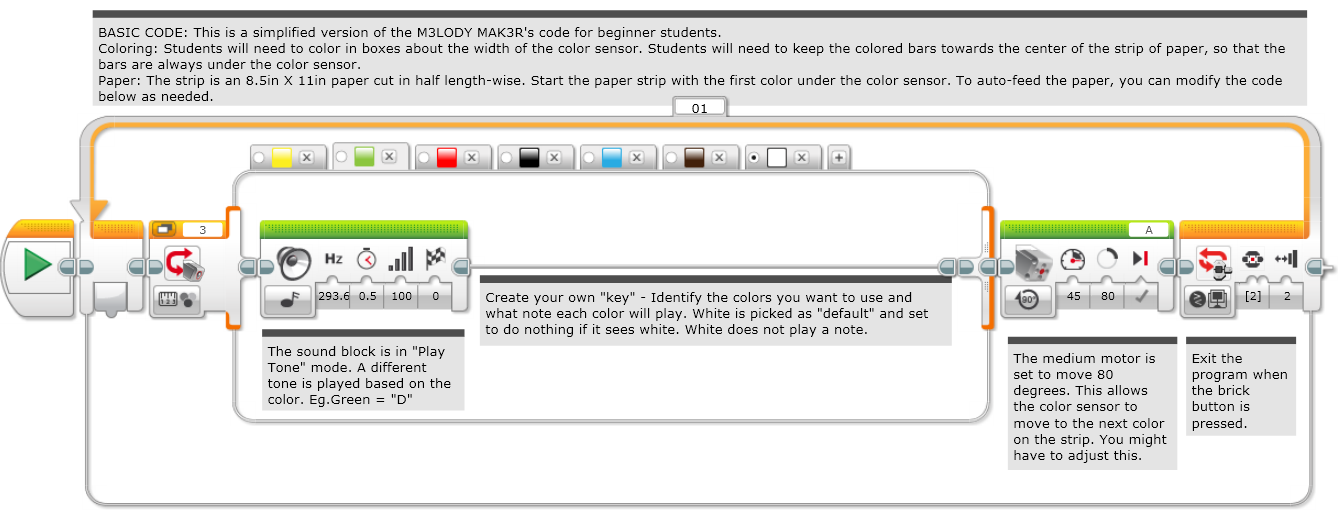 BASIC CODE: This is a simplified version of the M3LODY MAK3R's code for beginner students.
Coloring: Students will need to color in boxes about the width of the color sensor. Students will need to keep the colored bars towards the center of the strip of paper, so that the
bars are always under the color sensor.
Paper: The strip is an 8.5in X 11in paper cut in half length-wise. Start the paper strip with the first color under the color sensor. To auto-feed the paper, you can modify the code
below as needed.
01
3
A
Hz
293.6 0.5 100 0
45 80
[2] 2
Create your own "key" - Identify the colors you want to use and
what note each color will play. White is picked as "default" and set
to do nothing if it sees white. White does not play a note.
The sound block is in "Play
Tone" mode. A different
tone is played based on the
color. Eg.Green = "D"
The medium motor is
set to move 80
degrees. This allows
the color sensor to
move to the next color
on the strip. You might
have to adjust this.
Exit the
program when
the brick
button is
pressed.